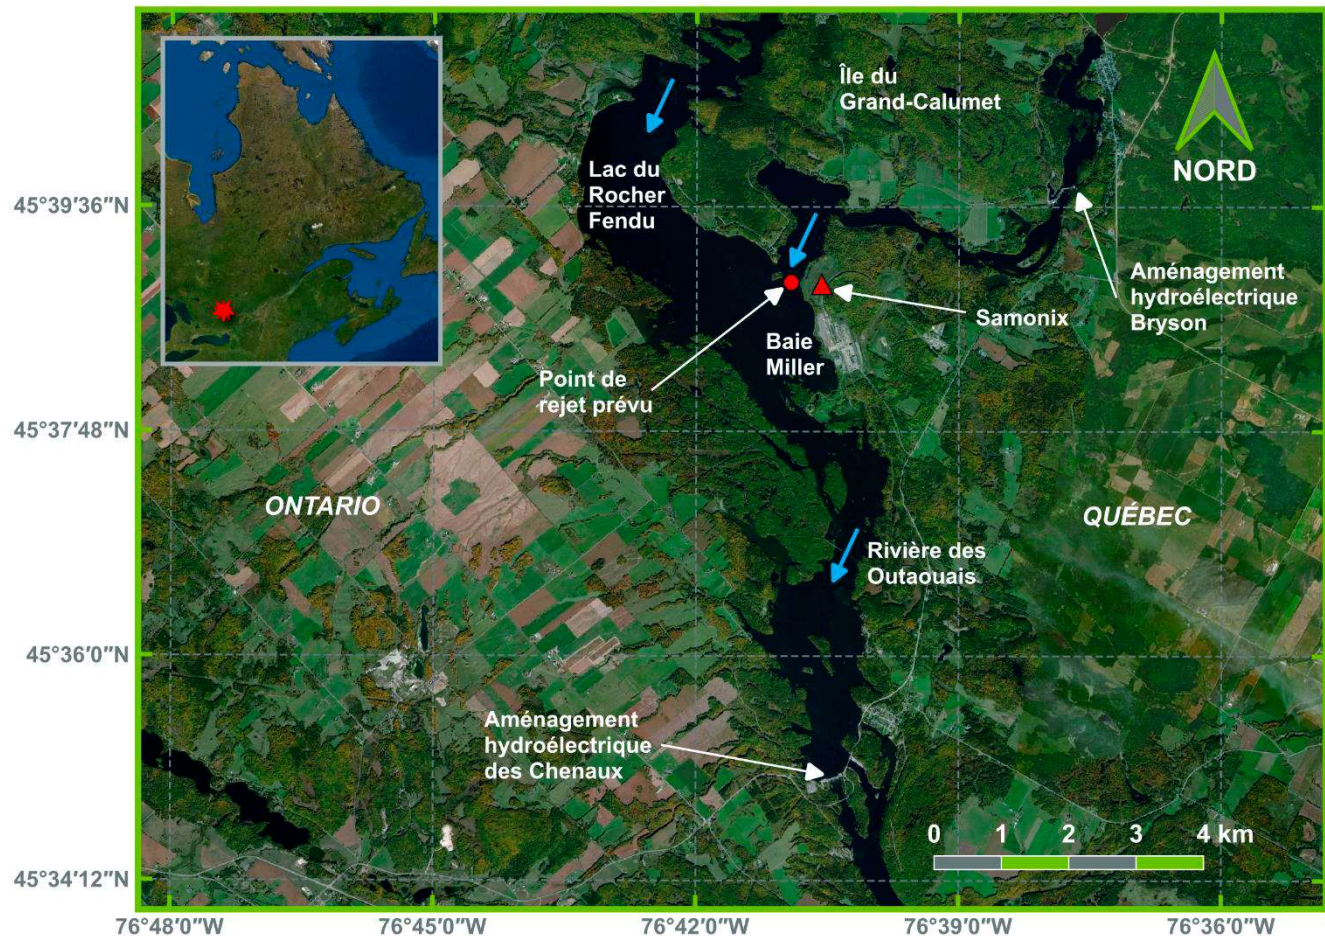 Île du
Grand-Calumet
NORD
Lac du
Rocher
Fendu
45°39'36"N
Aménagement
hydroélectrique
Bryson
Samonix
Baie
Miller
Point de
rejet prévu
45°37'48"N
ONTARIO
QUÉBEC
Rivière des
Outaouais
45°36'0"N
Aménagement
hydroélectrique
des Chenaux
0 1 2 3 4 km
45°34'12"N
76°48'0"W 76°45'0"W 76°42'0"W 76°39'0"W 76°36'0"W